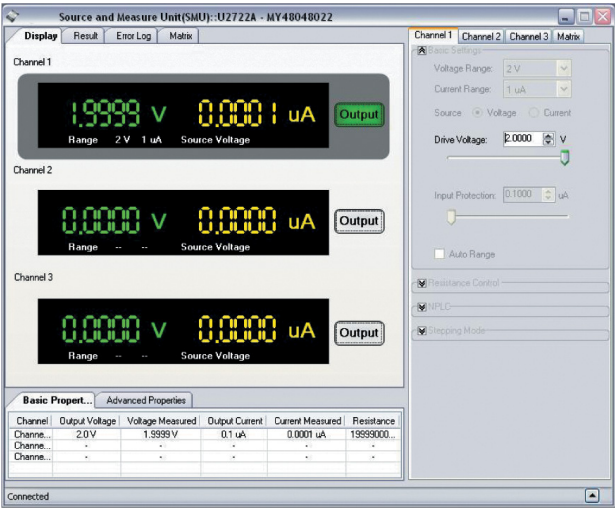 Source and Measure Unit(SMU)::U2722A - MY48048022
Display Result Error Log Matrix
Channel 1
1.9999 V 0.0001 uA Output
Range 2 V 1 uA Source Voltage
Channel 2
0.0000 V 0.0000 uA Output
Range -- -- Source Voltage
Channel 3
0.0000 V 0.0000 uA Output
Range -- -- Source Voltage
Basic Propert... Advanced Properties
Channel Output Voltage Voltage Measured Output Current Current Measured Resistance
Channe... 2.0 V 1.9999 V 0.1 uA 0.0001 uA 19999000...
Channe... - - - - -
Channe... - - - - -
Connected
Channel 1 Channel 2 Channel 3 Matrix
Basic Settings
Voltage Range: 2 V
Current Range: 1 uA
Source Voltage Current
Drive Voltage: 2.0000 V
Input Protection: 0.1000 uA
Auto Range
Resistance Control
NPLC
Stepping Mode